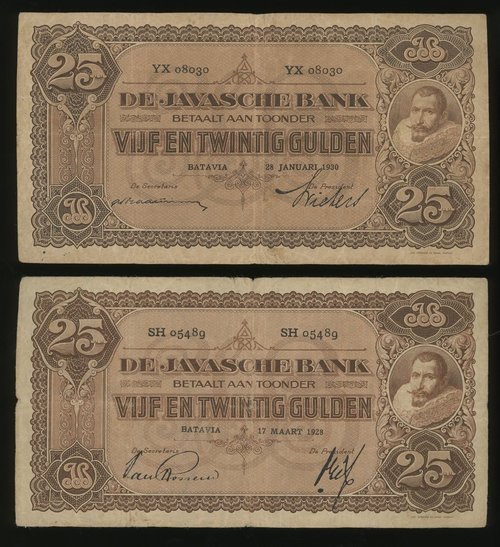 25
YX 08030 YX 08030
DE JAVASCHE BANK
BETAALT AAN TOONDER
VIJF EN TWINTIG GULDEN
BATAVIA 28 JANUARI 1930
De Secretaris De President
25
25
SH 05489 SH 05489
DE JAVASCHE BANK
BETAALT AAN TOONDER
VIJF EN TWINTIG GULDEN
BATAVIA 17 MAART 1928
De Secretaris De President
25